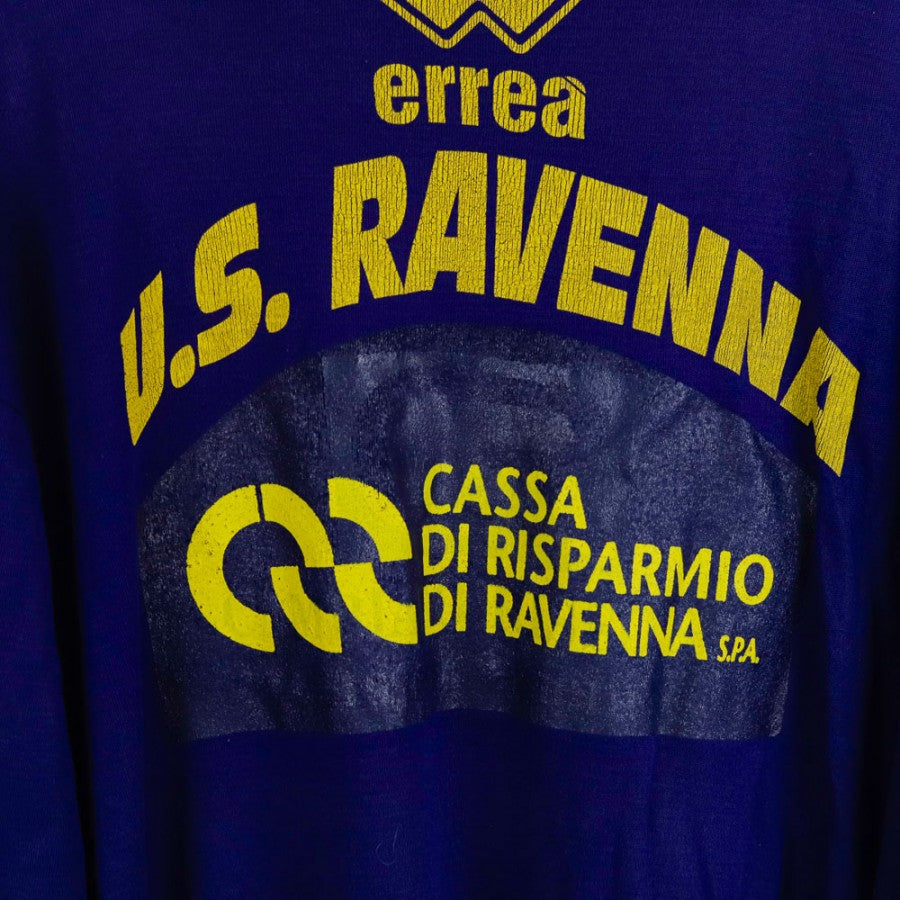 erreà
U.S. RAVENNA
CASSA
DI RISPARMIO
DI RAVENNA S.P.A.